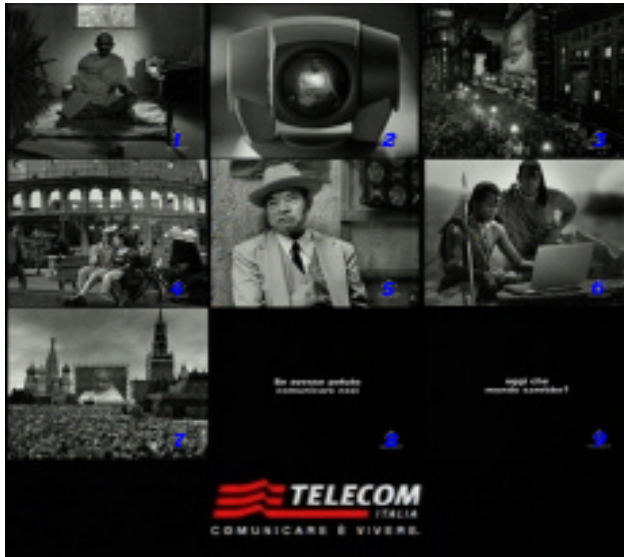 1
2
3
4
5
6
7
Se avesse potuto
comunicare così
8
oggi che
mondo sarebbe?
9
TELECOM
ITALIA
COMUNICARE È VIVERE.